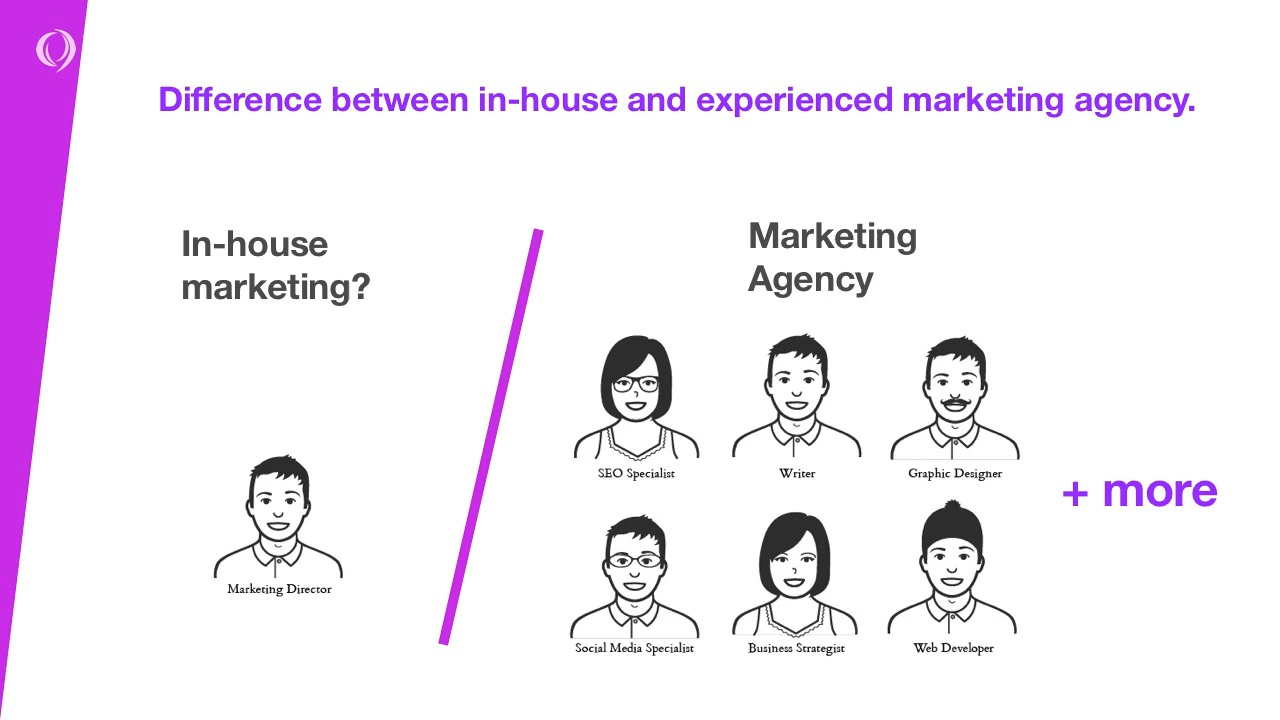 Difference between in-house and experienced marketing agency.
In-house
marketing?
Marketing Director
Marketing
Agency
SEO Specialist
Writer
Graphic Designer
Social Media Specialist
Business Strategist
Web Developer
+ more